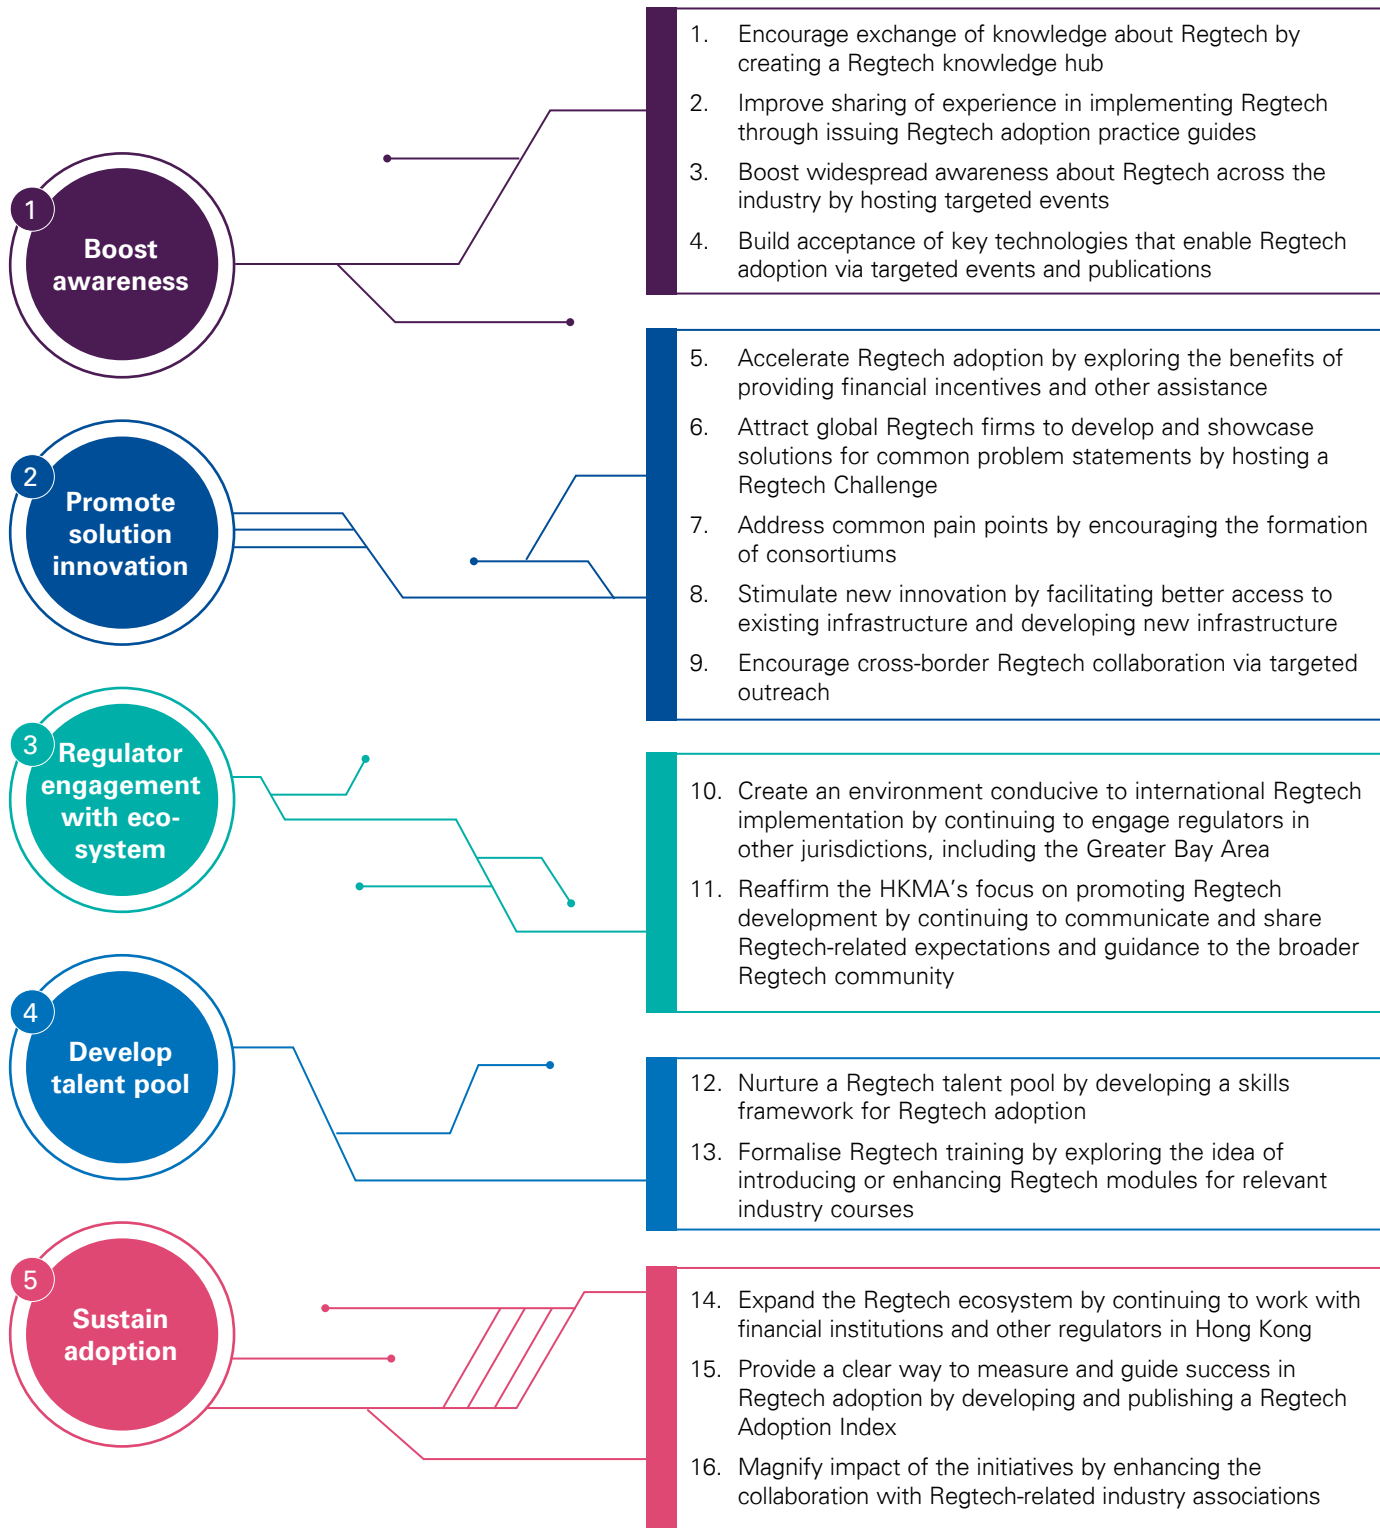 1
Boost
awareness
1. Encourage exchange of knowledge about Regtech by
creating a Regtech knowledge hub
2. Improve sharing of experience in implementing Regtech
through issuing Regtech adoption practice guides
3. Boost widespread awareness about Regtech across the
industry by hosting targeted events
4. Build acceptance of key technologies that enable Regtech
adoption via targeted events and publications
2
Promote
solution
innovation
5. Accelerate Regtech adoption by exploring the benefits of
providing financial incentives and other assistance
6. Attract global Regtech firms to develop and showcase
solutions for common problem statements by hosting a
Regtech Challenge
7. Address common pain points by encouraging the formation
of consortiums
8. Stimulate new innovation by facilitating better access to
existing infrastructure and developing new infrastructure
9. Encourage cross-border Regtech collaboration via targeted
outreach
3
Regulator
engagement
with eco-
system
10. Create an environment conducive to international Regtech
implementation by continuing to engage regulators in
other jurisdictions, including the Greater Bay Area
11. Reaffirm the HKMA’s focus on promoting Regtech
development by continuing to communicate and share
Regtech-related expectations and guidance to the broader
Regtech community
4
Develop
talent pool
12. Nurture a Regtech talent pool by developing a skills
framework for Regtech adoption
13. Formalise Regtech training by exploring the idea of
introducing or enhancing Regtech modules for relevant
industry courses
5
Sustain
adoption
14. Expand the Regtech ecosystem by continuing to work with
financial institutions and other regulators in Hong Kong
15. Provide a clear way to measure and guide success in
Regtech adoption by developing and publishing a Regtech
Adoption Index
16. Magnify impact of the initiatives by enhancing the
collaboration with Regtech-related industry associations